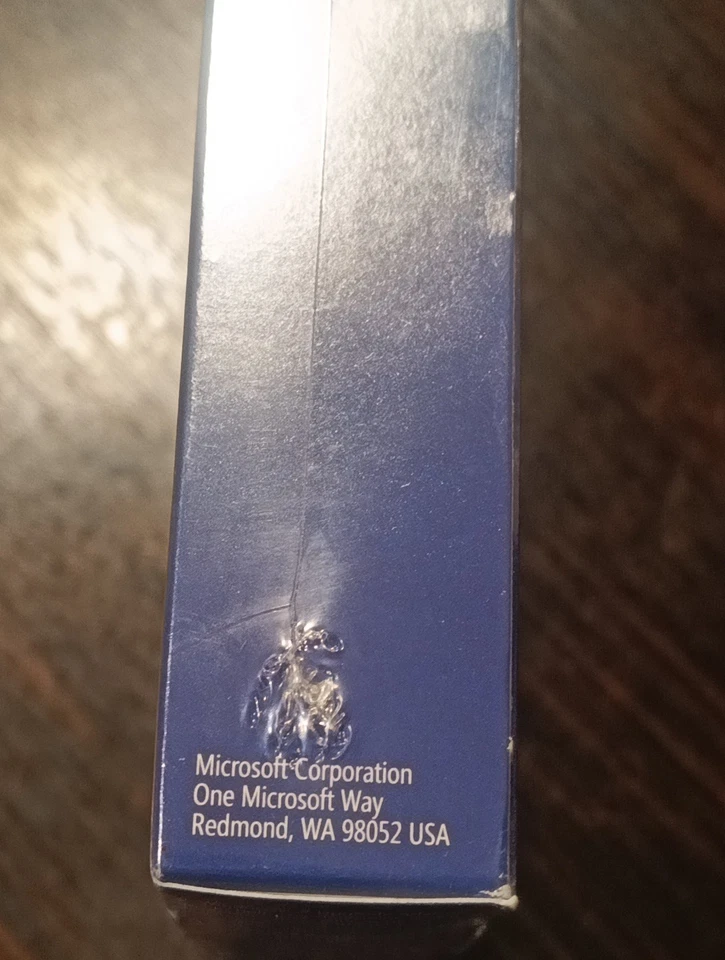 Microsoft Corporation
One Microsoft Way
Redmond, WA 98052 USA